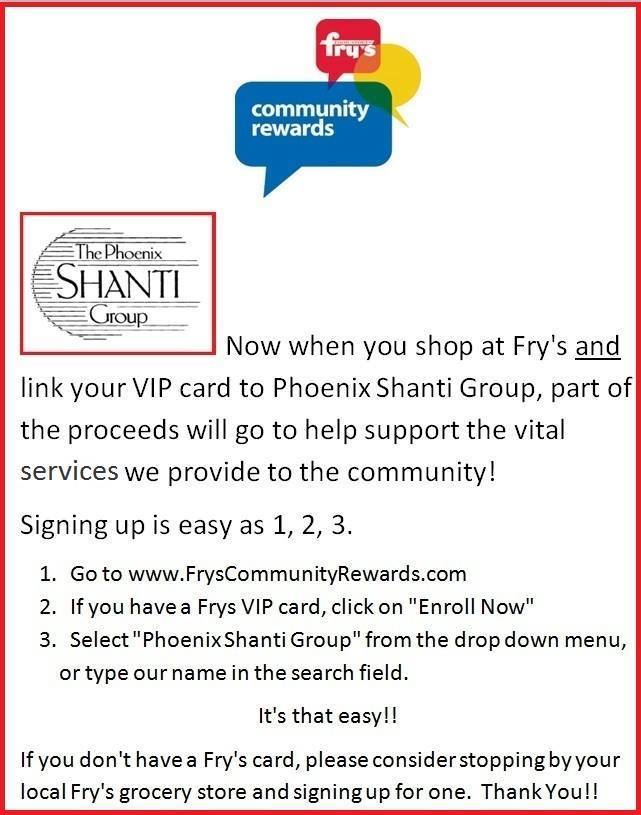 fry's
community
rewards
The Phoenix
SHANTI
Group
Now when you shop at Fry's and
link your VIP card to Phoenix Shanti Group, part of
the proceeds will go to help support the vital
services we provide to the community!
Signing up is easy as 1, 2, 3.
1. Go to www.FrysCommunityRewards.com
2. If you have a Frys VIP card, click on "Enroll Now"
3. Select "Phoenix Shanti Group" from the drop down menu,
or type our name in the search field.
It's that easy!!
If you don't have a Fry's card, please consider stopping by your
local Fry's grocery store and signing up for one. Thank You!!